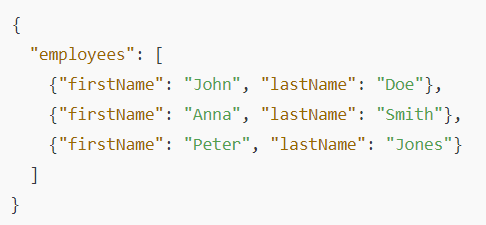 {
  "employees": [
    {"firstName": "John", "lastName": "Doe"},
    {"firstName": "Anna", "lastName": "Smith"},
    {"firstName": "Peter", "lastName": "Jones"}
  ]
}